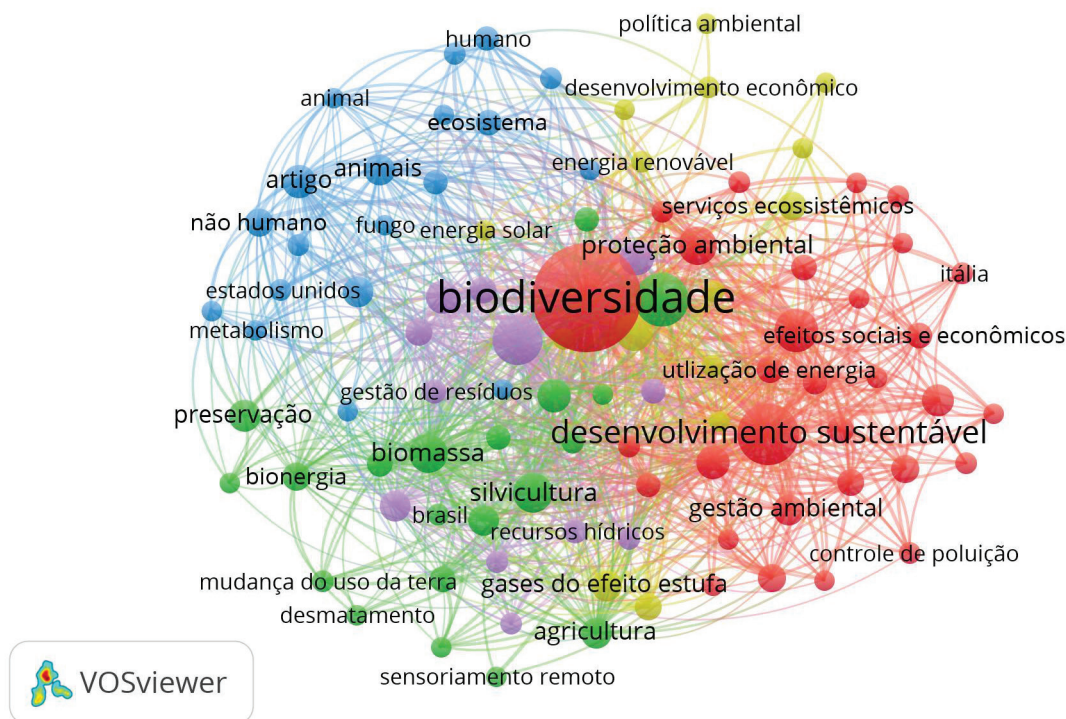 política ambiental
humano
desenvolvimento econômico
animal
ecosistema
energia renovável
animais
artigo
serviços ecossistêmicos
não humano
fungo
energia solar
proteção ambiental
itália
estados unidos
biodiversidade
metabolismo
efeitos sociais e econômicos
utlização de energia
gestão de resíduos
preservação
desenvolvimento sustentável
biomassa
bionergia
silvicultura
gestão ambiental
brasil
recursos hídricos
controle de poluição
mudança do uso da terra
gases do efeito estufa
desmatamento
agricultura
sensoriamento remoto
VOSviewer